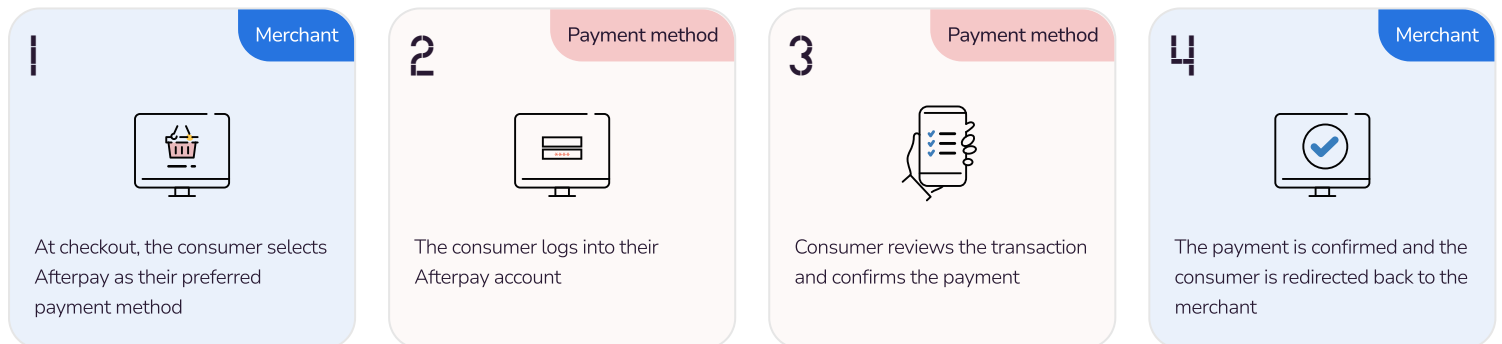 1
Merchant
At checkout, the consumer selects
Afterpay as their preferred
payment method
2
Payment method
The consumer logs into their
Afterpay account
3
Payment method
Consumer reviews the transaction
and confirms the payment
4
Merchant
The payment is confirmed and the
consumer is redirected back to the
merchant